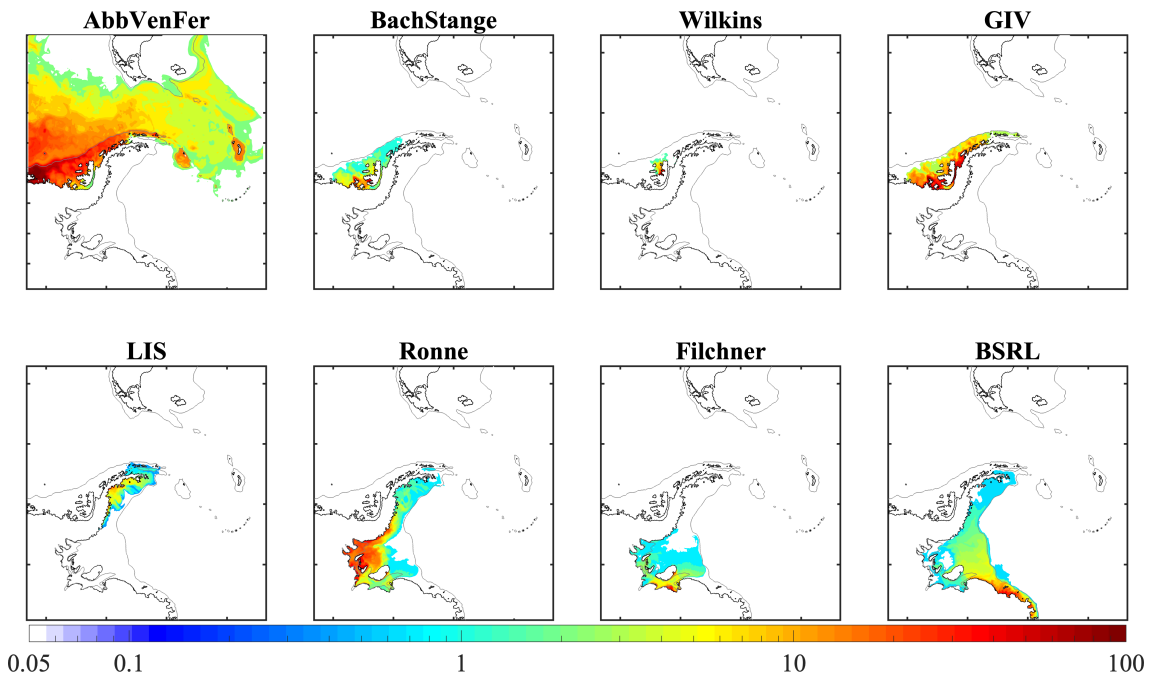 AbbVenFer BachStange Wilkins GIV
LIS Ronne Filchner BSRL
0.05 0.1 1 10 100